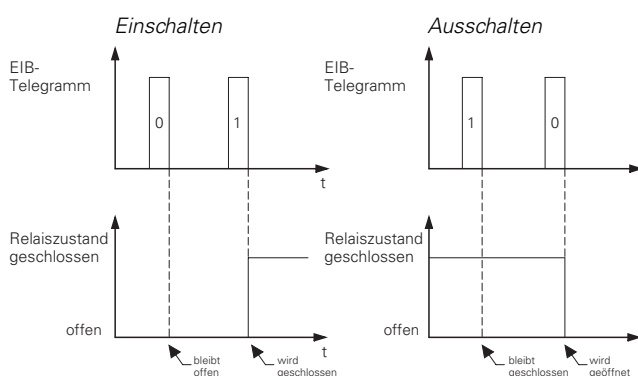 Einschalten
EIB-
Telegramm
0
1
t
Relaiszustand
geschlossen
offen
bleibt
offen
wird
geschlossen
t
Ausschalten
EIB-
Telegramm
1
0
Relaiszustand
geschlossen
offen
bleibt
geschlossen
wird
geöffnet